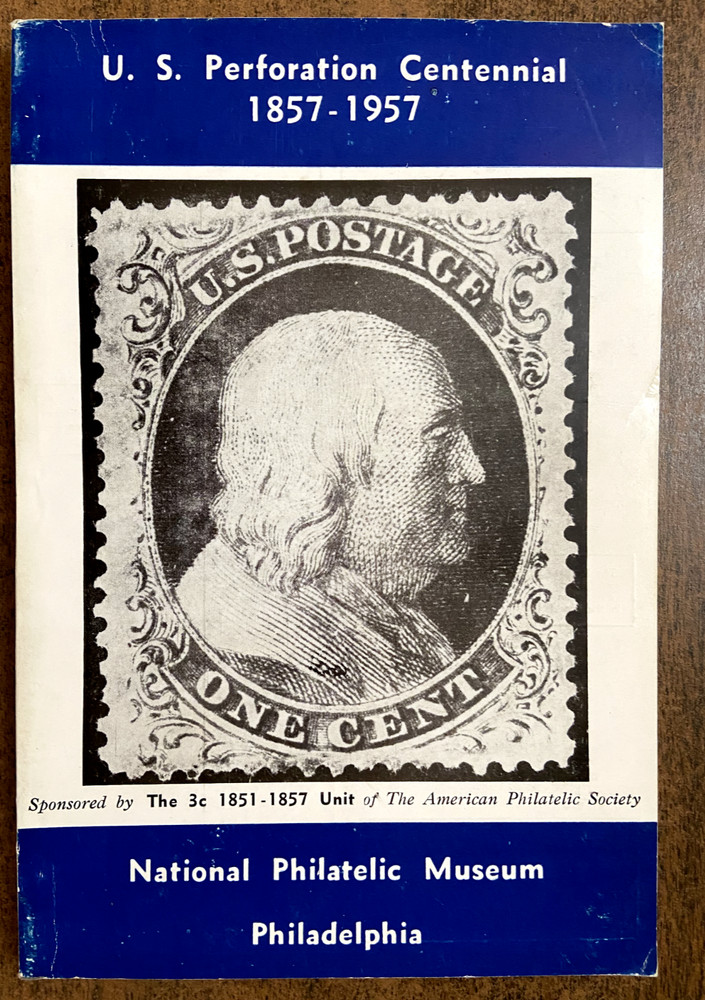 U. S. Perforation Centennial
1857-1957
U.S. POSTAGE
ONE CENT
Sponsored by The 3c 1851-1857 Unit of The American Philatelic Society
National Philatelic Museum
Philadelphia